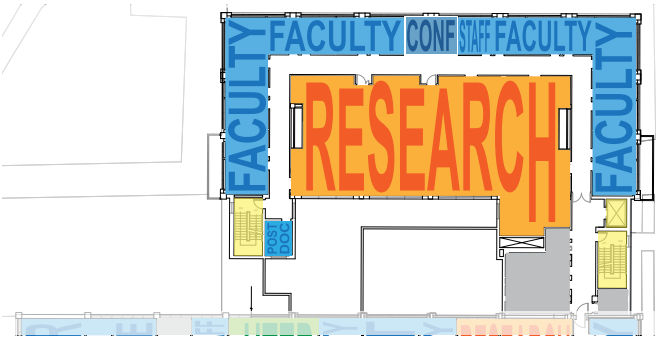 FACULTY
CONF
STAFF
FACULTY
FACULTY
FACULTY
RESEARCH
POST
DOC